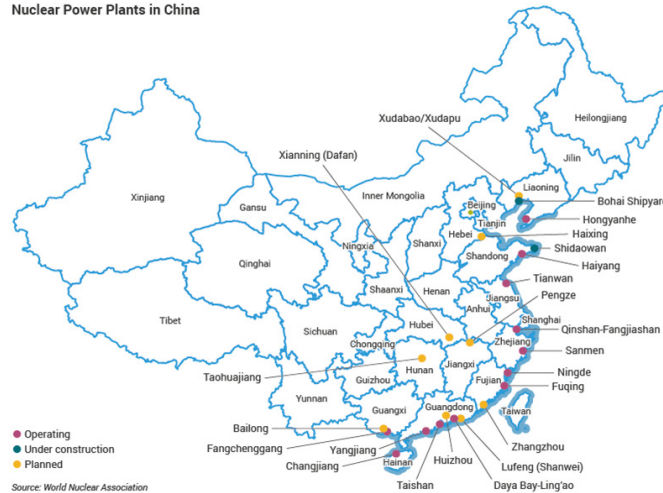 Nuclear Power Plants in China
Heilongjiang
Xudabao/Xudapu
Jilin
Xianning (Dafan)
Liaoning
Inner Mongolia
Xinjiang
Bohai Shipyar
Gansu
Beijing
Hongyanhe
Tianjin
Hebei
Haixing
Ningxia
Shanxi
Shidaowan
Shandong
Qinghai
Haiyang
Shaanxi
Tianwan
Henan
Jiangsu
Pengze
Anhui
Tibet
Shanghai
Hubei
Sichuan
Qinshan-Fangjiashan
Chongqing
Zhejiang
Sanmen
Taohuajiang
Hunan
Jiangxi
Ningde
Guizhou
Fujian
Fuqing
Yunnan
Guangxi
Guangdong
Taiwan
Operating
Bailong
Zhangzhou
Under construction
Fangchenggang
Yangjiang
Huizhou
Lufeng (Shanwei)
Planned
Changjiang
Hainan
Taishan
Daya Bay-Ling'ao
Source: World Nuclear Association